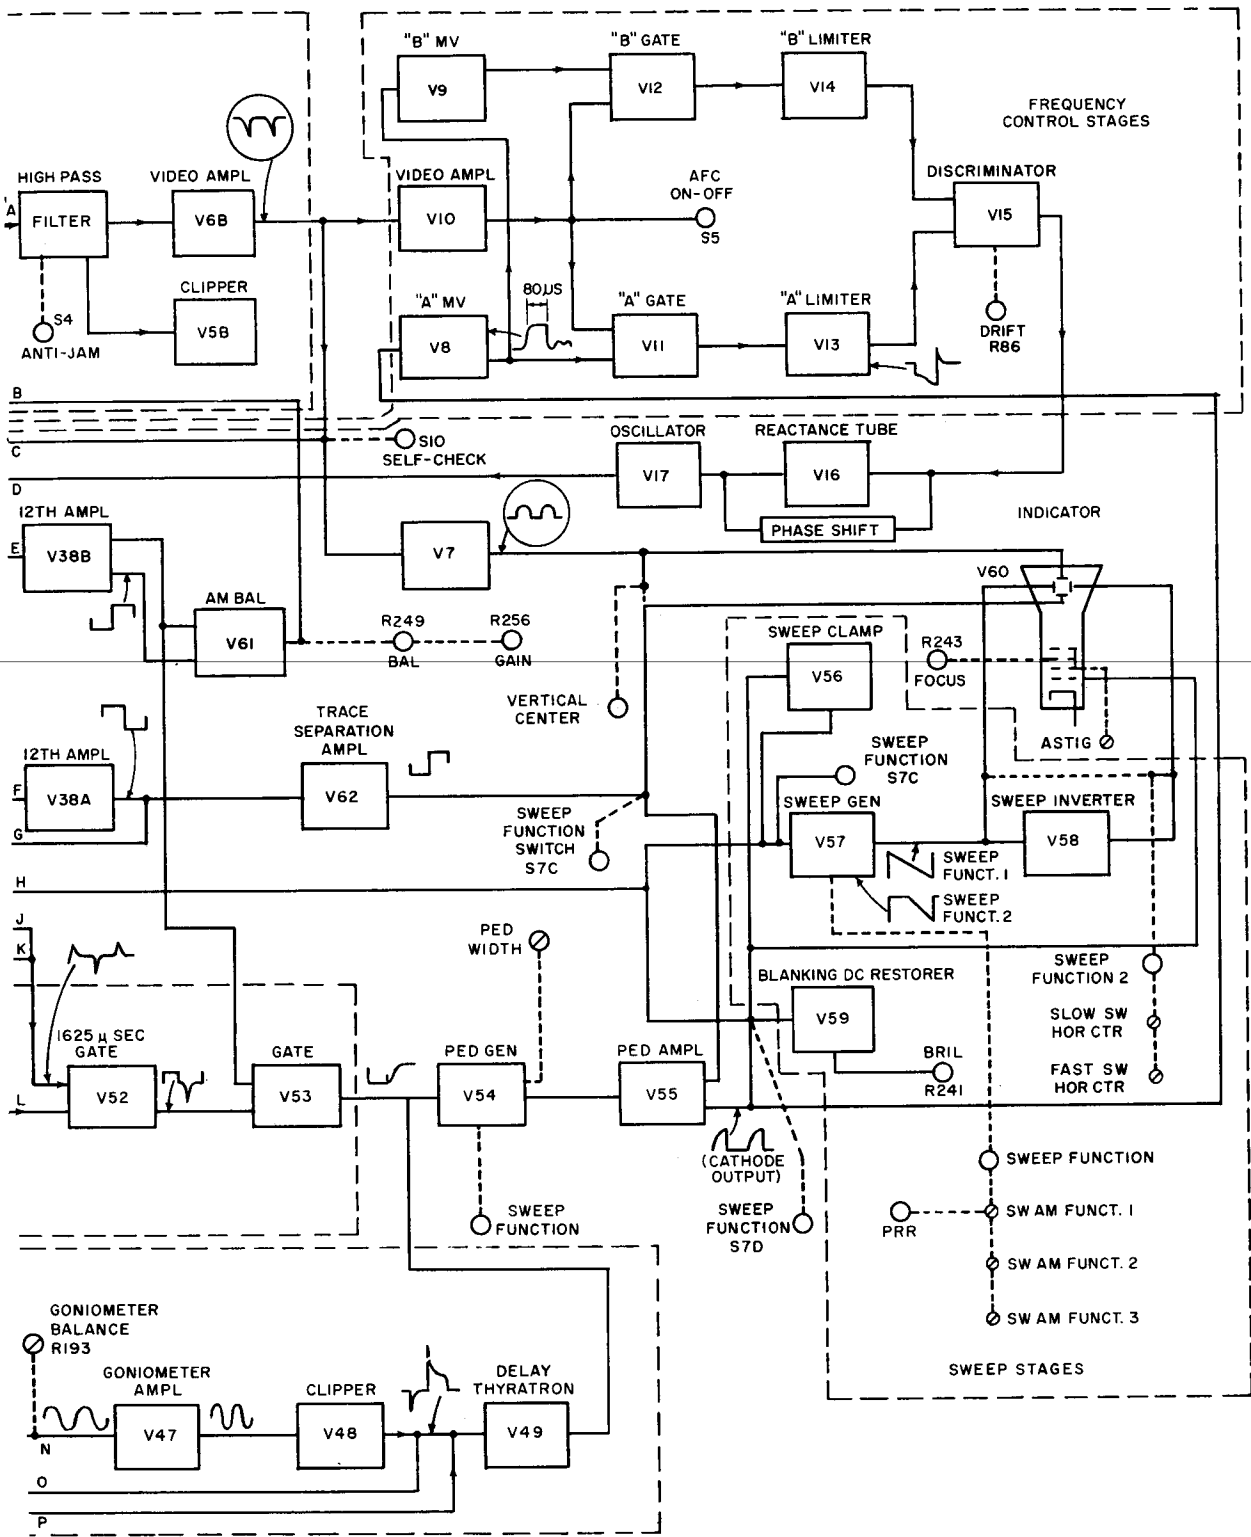 "B" MV
V9
"B" GATE
V12
"B" LIMITER
V14
FREQUENCY
CONTROL STAGES
HIGH PASS
FILTER
'A
VIDEO AMPL
V6B
VIDEO AMPL
V10
AFC
ON-OFF
S5
DISCRIMINATOR
V15
CLIPPER
V5B
S4
ANTI-JAM
"A" MV
V8
80µS
"A" GATE
V11
"A" LIMITER
V13
DRIFT
R86
B
C
S10
SELF-CHECK
OSCILLATOR
V17
REACTANCE TUBE
V16
PHASE SHIFT
D
12TH AMPL
V38B
E
V7
INDICATOR
V60
AM BAL
V61
R249
BAL
R256
GAIN
SWEEP CLAMP
V56
R243
FOCUS
VERTICAL
CENTER
ASTIG
TRACE
SEPARATION
AMPL
V62
12TH AMPL
V38A
F
G
SWEEP
FUNCTION
SWITCH
S7C
SWEEP
FUNCTION
S7C
SWEEP GEN
V57
SWEEP INVERTER
V58
SWEEP
FUNCT. 1
SWEEP
FUNCT. 2
H
J
K
PED
WIDTH
BLANKING DC RESTORER
V59
SWEEP
FUNCTION 2
SLOW SW
HOR CTR
FAST SW
HOR CTR
1625 µ SEC
GATE
V52
L
GATE
V53
PED GEN
V54
PED AMPL
V55
BRIL
R241
(CATHODE
OUTPUT)
SWEEP
FUNCTION
SWEEP
FUNCTION
S7D
SWEEP FUNCTION
PRR
SW AM FUNCT. 1
SW AM FUNCT. 2
SW AM FUNCT. 3
SWEEP STAGES
GONIOMETER
BALANCE
R193
GONIOMETER
AMPL
V47
CLIPPER
V48
DELAY
THYRATRON
V49
N
O
P